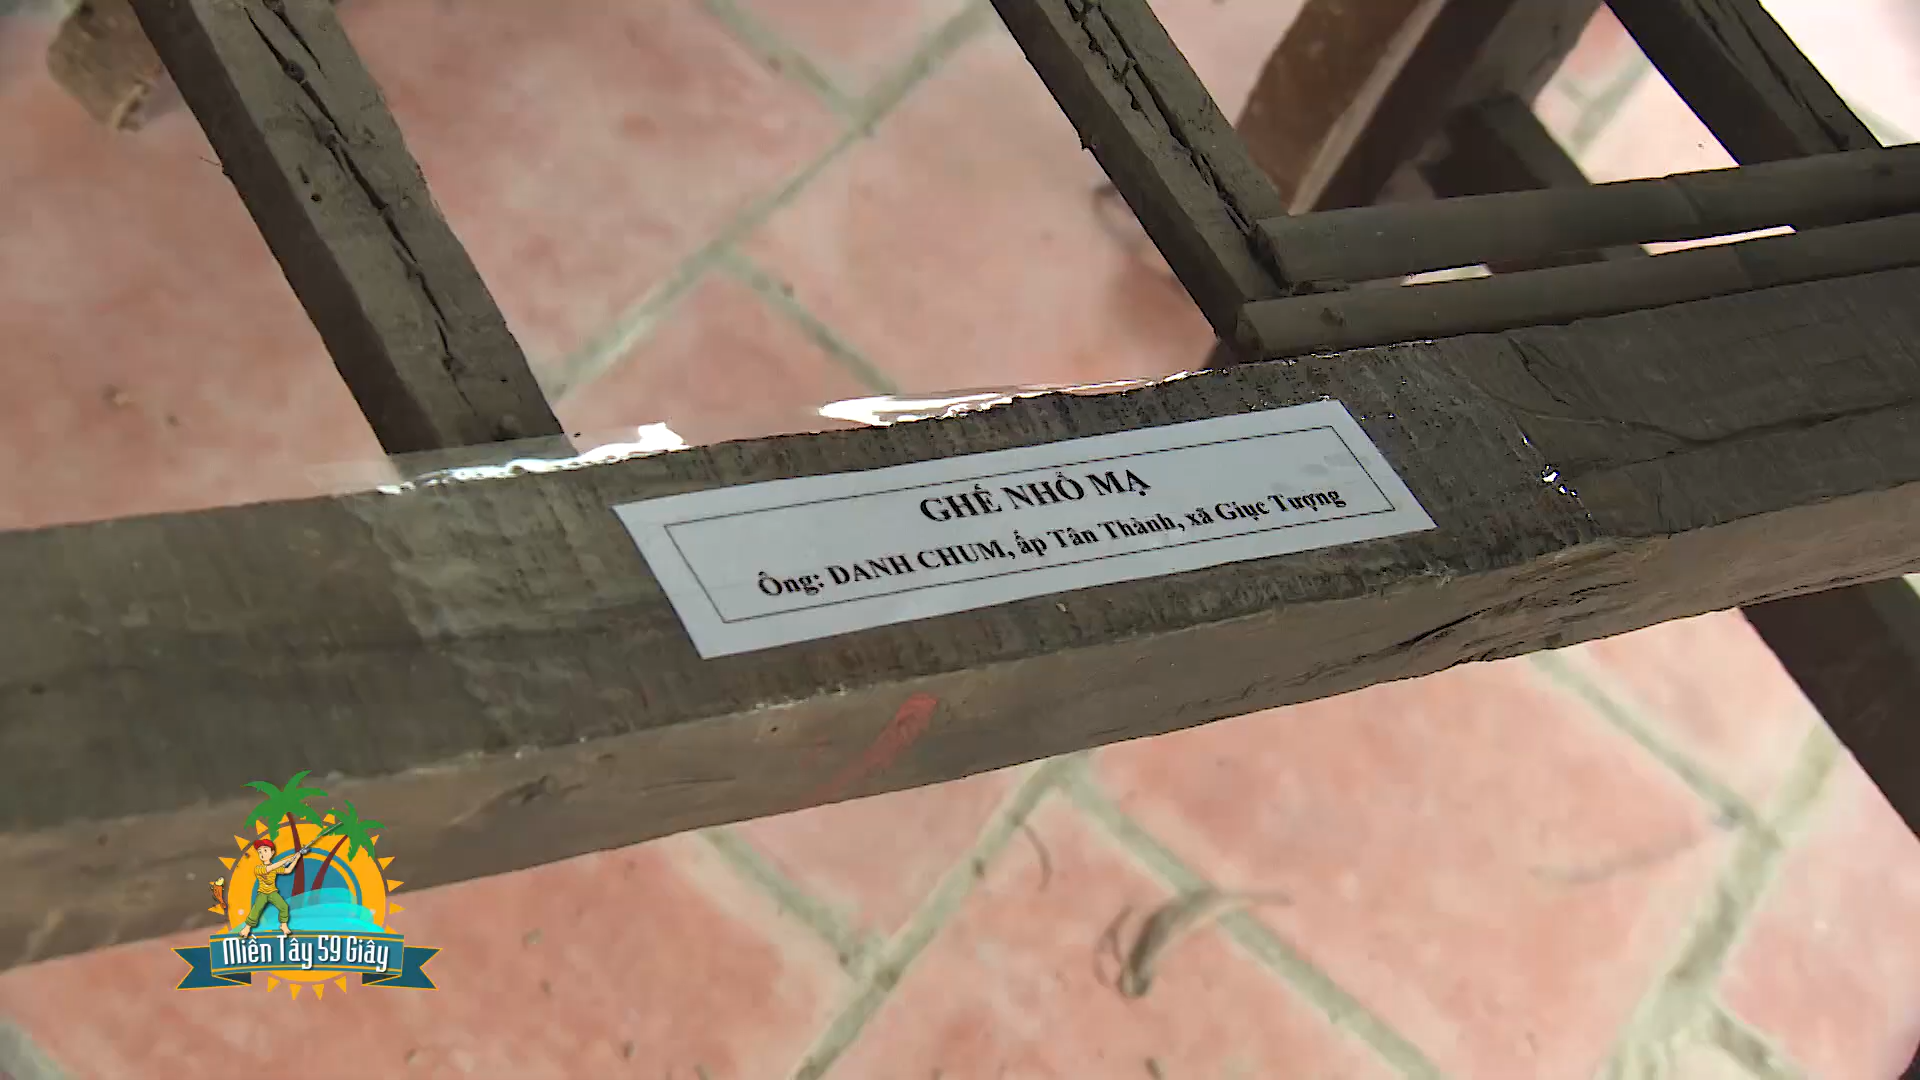 GHẾ NHỔ MẠ
Ông: DANH CHUM, ấp Tân Thành, xã Giục Tượng
Miền Tây 59 Giây